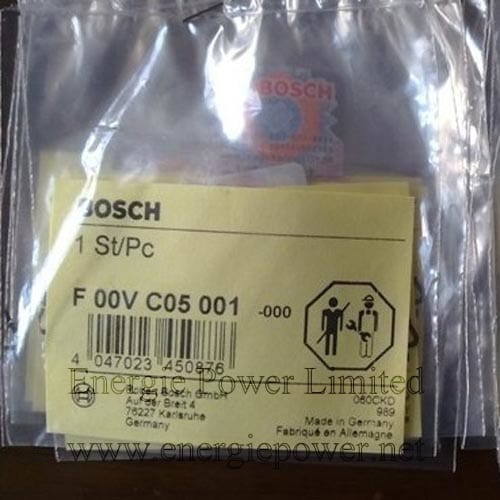 BOSCH
BOSCH
1 St/Pc
F 00V C05 001 -000
4 047023 450876
Energie Power Limited
Robert Bosch GmbH
Auf der Breit 4
76227 Karlsruhe
Germany
060CKD
989
Made in Germany
Fabriqué en Allemagne
www.energiepower.net